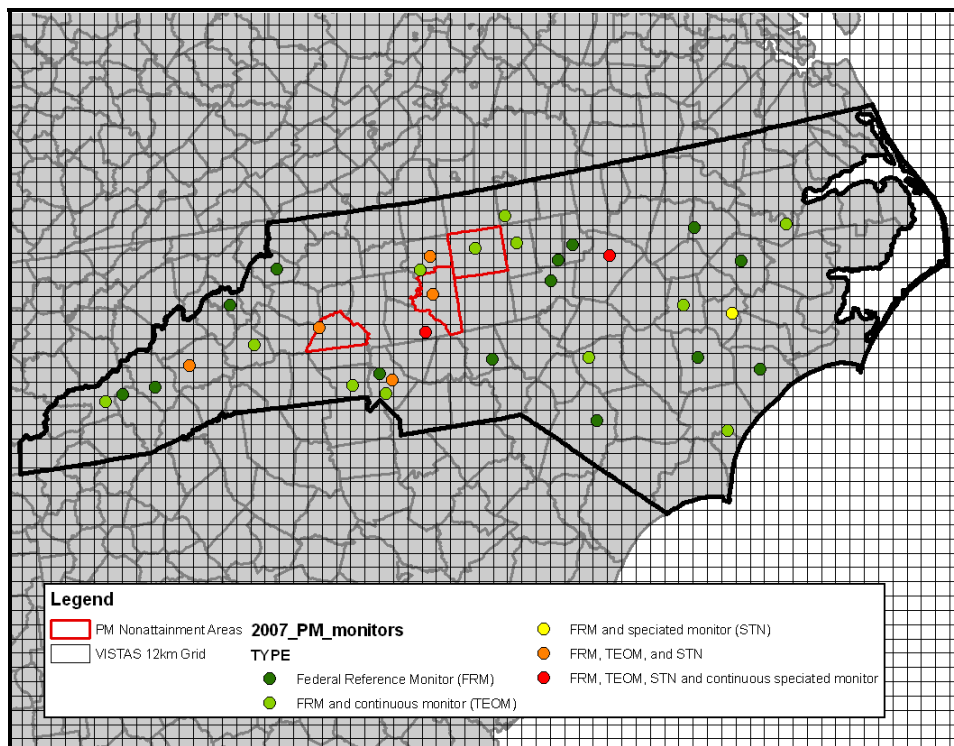 Legend
PM Nonattainment Areas
VISTAS 12km Grid
2007_PM_monitors
TYPE
Federal Reference Monitor (FRM)
FRM and continuous monitor (TEOM)
FRM and speciated monitor (STN)
FRM, TEOM, and STN
FRM, TEOM, STN and continuous speciated monitor